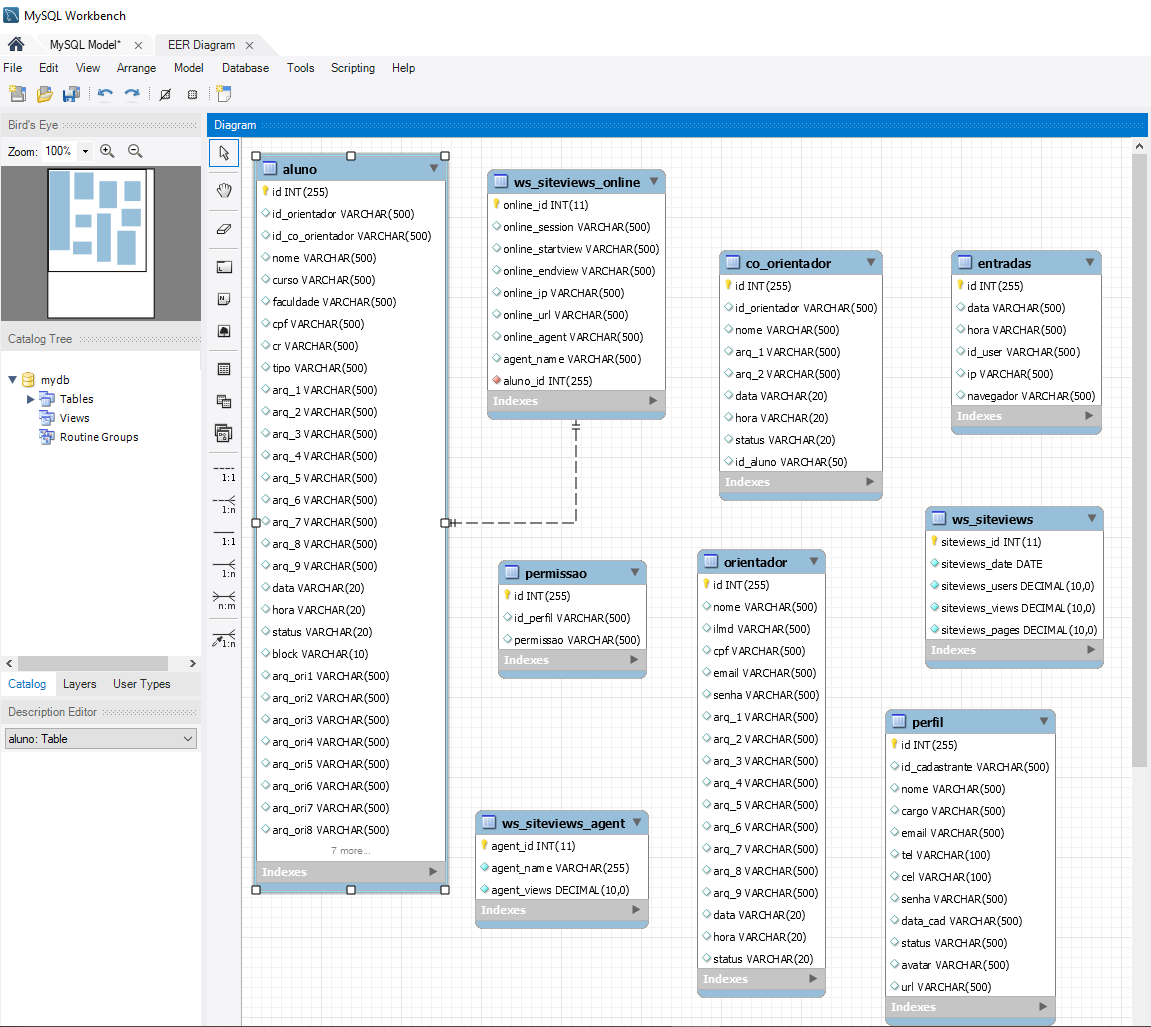 MySQL Workbench
MySQL Model*
EER Diagram
File Edit View Arrange Model Database Tools Scripting Help
Bird's Eye
Zoom: 100%
Catalog Tree
mydb
Tables
Views
Routine Groups
Catalog Layers User Types
Description Editor
aluno: Table
Diagram
1:1
1:n
1:1
1:n
n:m
1:n
aluno
id INT(255)
id_orientador VARCHAR(500)
id_co_orientador VARCHAR(500)
nome VARCHAR(500)
curso VARCHAR(500)
faculdade VARCHAR(500)
cpf VARCHAR(500)
cr VARCHAR(500)
tipo VARCHAR(500)
arq_1 VARCHAR(500)
arq_2 VARCHAR(500)
arq_3 VARCHAR(500)
arq_4 VARCHAR(500)
arq_5 VARCHAR(500)
arq_6 VARCHAR(500)
arq_7 VARCHAR(500)
arq_8 VARCHAR(500)
arq_9 VARCHAR(500)
data VARCHAR(20)
hora VARCHAR(20)
status VARCHAR(20)
block VARCHAR(10)
arq_ori1 VARCHAR(500)
arq_ori2 VARCHAR(500)
arq_ori3 VARCHAR(500)
arq_ori4 VARCHAR(500)
arq_ori5 VARCHAR(500)
arq_ori6 VARCHAR(500)
arq_ori7 VARCHAR(500)
arq_ori8 VARCHAR(500)
7 more...
Indexes
ws_siteviews_online
online_id INT(11)
online_session VARCHAR(500)
online_startview VARCHAR(500)
online_endview VARCHAR(500)
online_ip VARCHAR(500)
online_url VARCHAR(500)
online_agent VARCHAR(500)
agent_name VARCHAR(500)
aluno_id INT(255)
Indexes
co_orientador
id INT(255)
id_orientador VARCHAR(500)
nome VARCHAR(500)
arq_1 VARCHAR(500)
arq_2 VARCHAR(500)
data VARCHAR(20)
hora VARCHAR(20)
status VARCHAR(20)
id_aluno VARCHAR(50)
Indexes
entradas
id INT(255)
data VARCHAR(500)
hora VARCHAR(500)
id_user VARCHAR(500)
ip VARCHAR(500)
navegador VARCHAR(500)
Indexes
ws_siteviews
siteviews_id INT(11)
siteviews_date DATE
siteviews_users DECIMAL(10,0)
siteviews_views DECIMAL(10,0)
siteviews_pages DECIMAL(10,0)
Indexes
permissao
id INT(255)
id_perfil VARCHAR(500)
permissao VARCHAR(500)
Indexes
orientador
id INT(255)
nome VARCHAR(500)
ilmd VARCHAR(500)
cpf VARCHAR(500)
email VARCHAR(500)
senha VARCHAR(500)
arq_1 VARCHAR(500)
arq_2 VARCHAR(500)
arq_3 VARCHAR(500)
arq_4 VARCHAR(500)
arq_5 VARCHAR(500)
arq_6 VARCHAR(500)
arq_7 VARCHAR(500)
arq_8 VARCHAR(500)
arq_9 VARCHAR(500)
data VARCHAR(20)
hora VARCHAR(20)
status VARCHAR(20)
Indexes
ws_siteviews_agent
agent_id INT(11)
agent_name VARCHAR(255)
agent_views DECIMAL(10,0)
Indexes
perfil
id INT(255)
id_cadastrante VARCHAR(500)
nome VARCHAR(500)
cargo VARCHAR(500)
email VARCHAR(500)
tel VARCHAR(100)
cel VARCHAR(100)
senha VARCHAR(500)
data_cad VARCHAR(500)
status VARCHAR(500)
avatar VARCHAR(500)
url VARCHAR(500)
Indexes